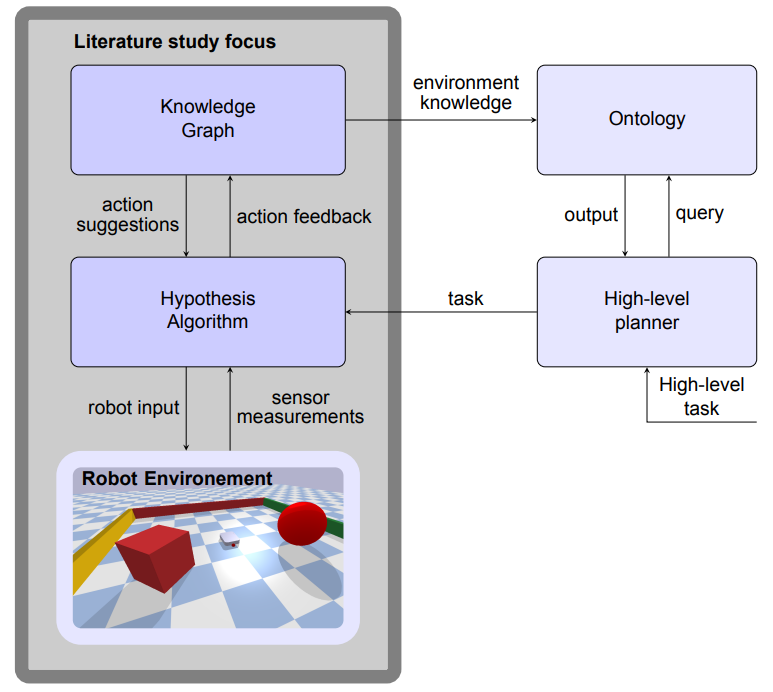 Literature study focus
Knowledge
Graph
environment
knowledge
Ontology
action
suggestions
action feedback
output
query
Hypothesis
Algorithm
task
High-level
planner
robot input
sensor
measurements
High-level
task
Robot Environement